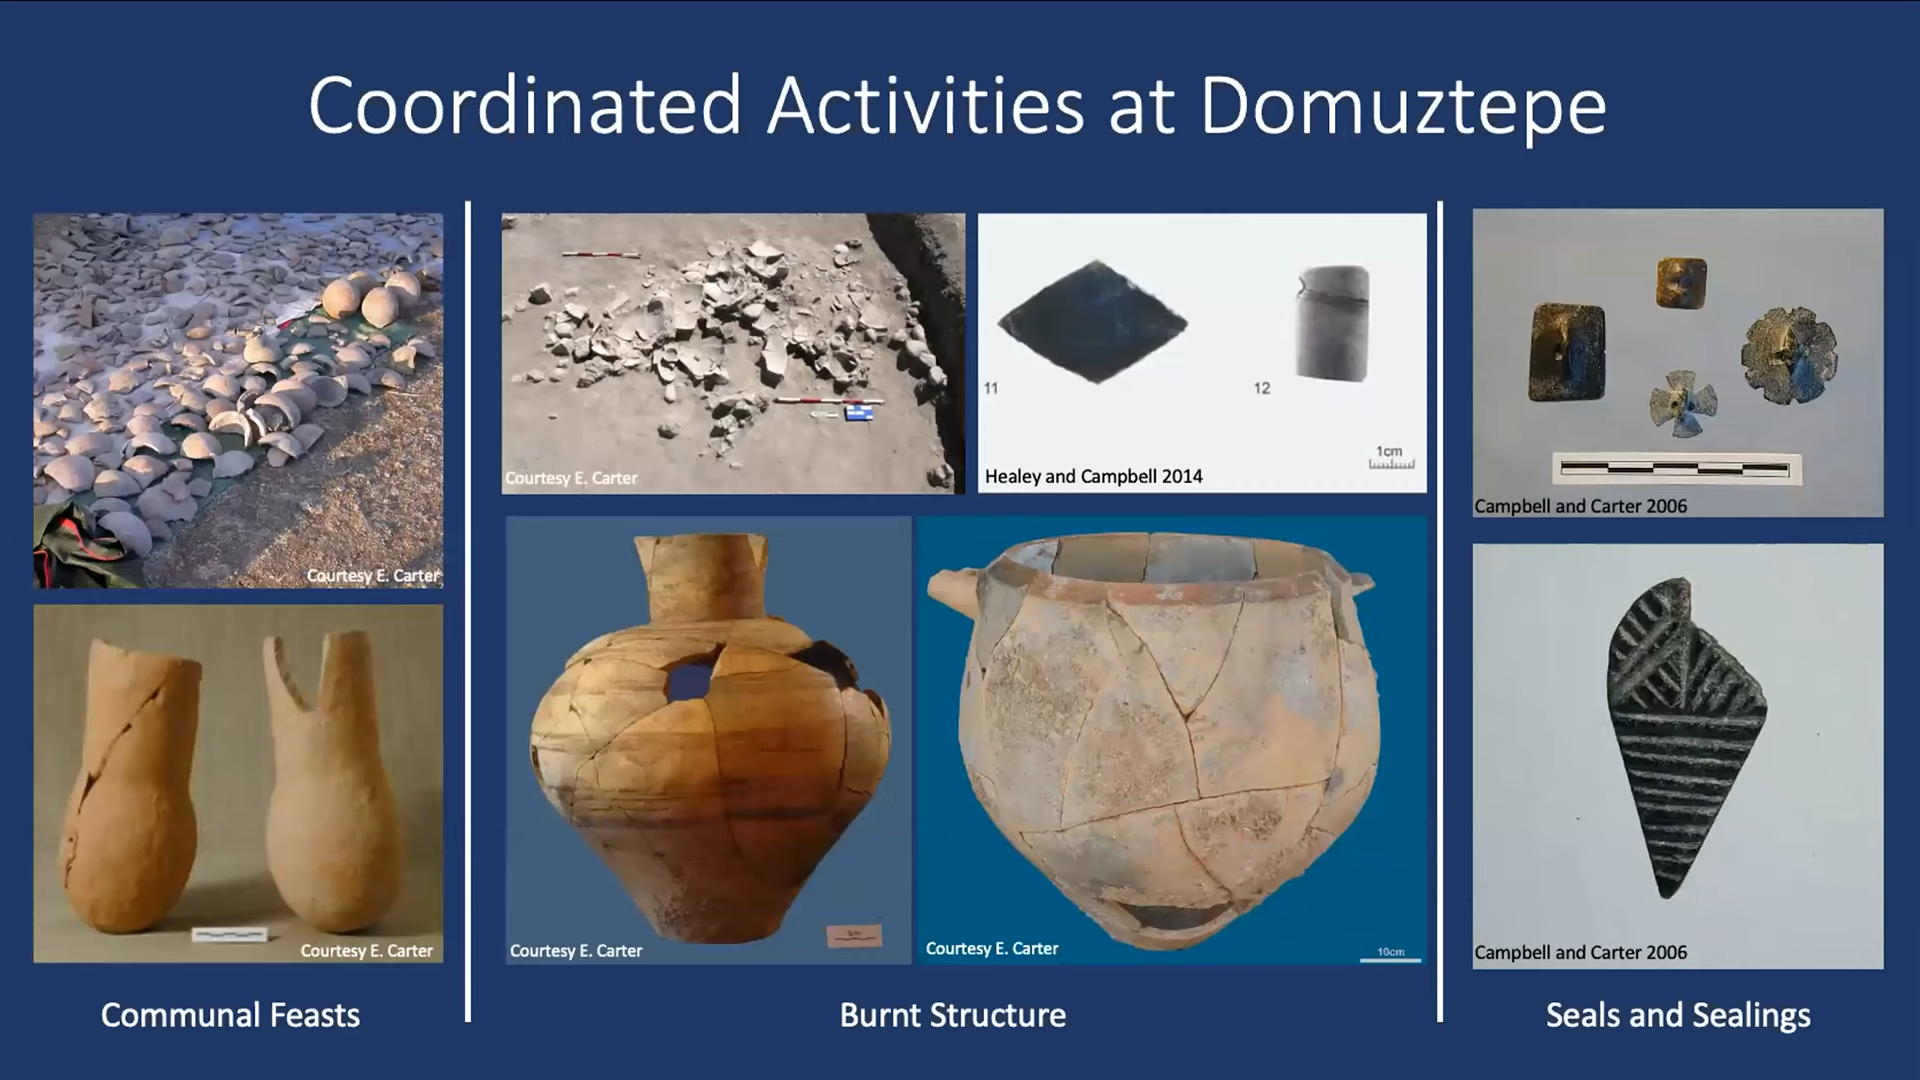 Coordinated Activities at Domuztepe
Courtesy E. Carter
Courtesy E. Carter
Communal Feasts
Courtesy E. Carter
11
12
1cm
Healey and Campbell 2014
Courtesy E. Carter
Courtesy E. Carter
10cm
Burnt Structure
Campbell and Carter 2006
Campbell and Carter 2006
Seals and Sealings